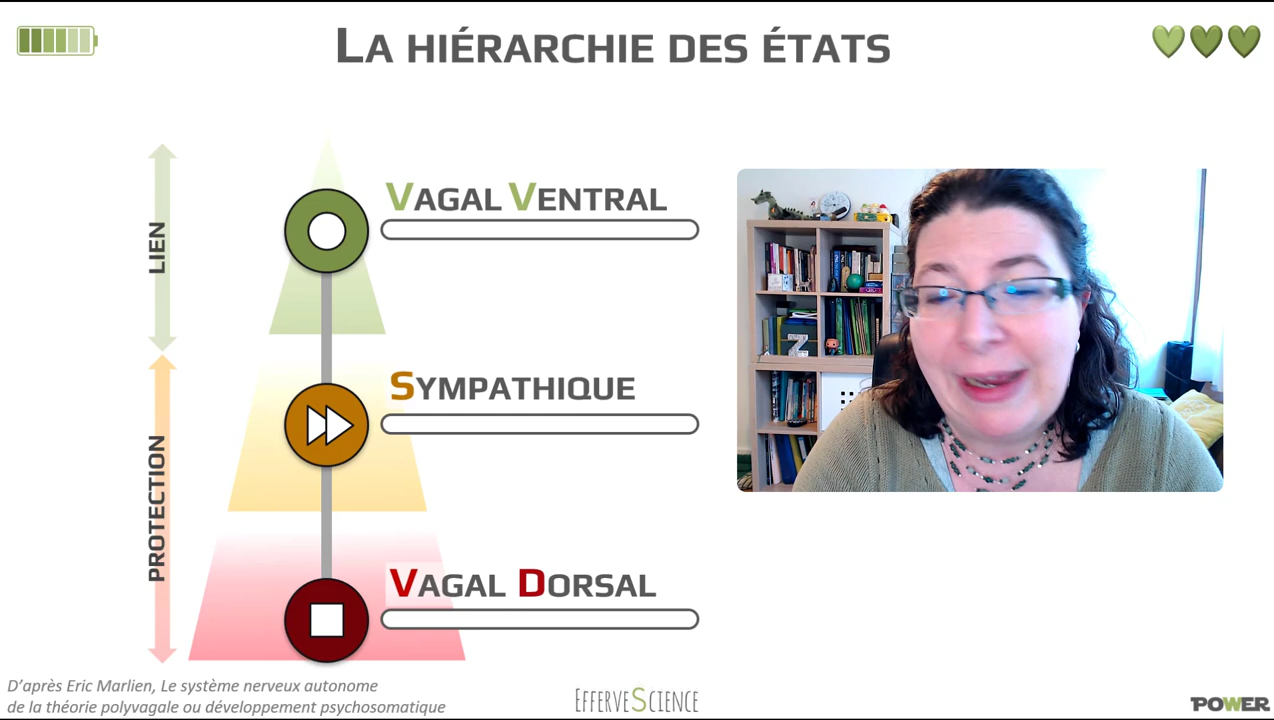 LA HIÉRARCHIE DES ÉTATS
LIEN
VAGAL VENTRAL
SYMPATHIQUE
PROTECTION
VAGAL DORSAL
Z
D'après Eric Marlien, Le système nerveux autonome
de la théorie polyvagale ou développement psychosomatique
EFFERVESCIENCE
POWER